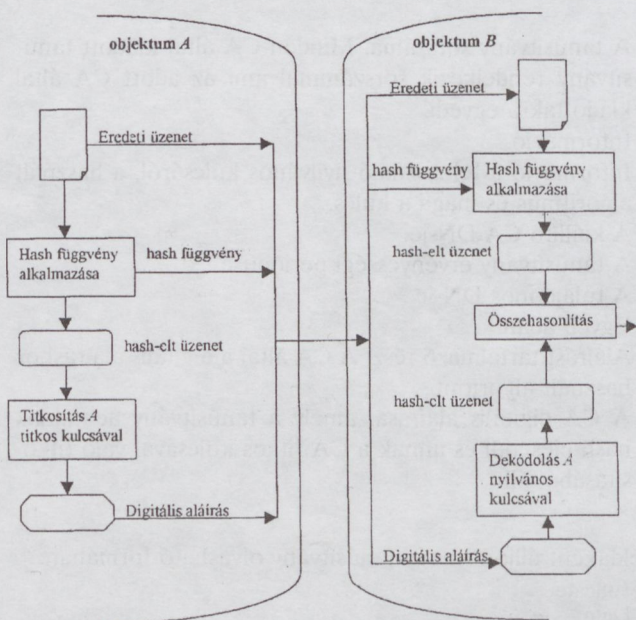 objektum A
Eredeti üzenet
Hash függvény
alkalmazása
hash függvény
hash-elt üzenet
Titkosítás A
titkos kulcsával
Digitális aláírás
objektum B
Eredeti üzenet
hash függvény
Hash függvény
alkalmazása
hash-elt üzenet
Összehasonlítás
hash-elt üzenet
Dekódolás A
nyilvános
kulcsával
Digitális aláírás